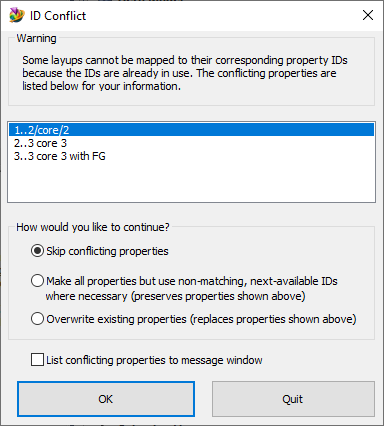 ID Conflict
Warning
Some layups cannot be mapped to their corresponding property IDs
because the IDs are already in use. The conflicting properties are
listed below for your information.
1..2/core/2
2..3 core 3
3..3 core 3 with FG
How would you like to continue?
Skip conflicting properties
Make all properties but use non-matching, next-available IDs
where necessary (preserves properties shown above)
Overwrite existing properties (replaces properties shown above)
List conflicting properties to message window
OK
Quit